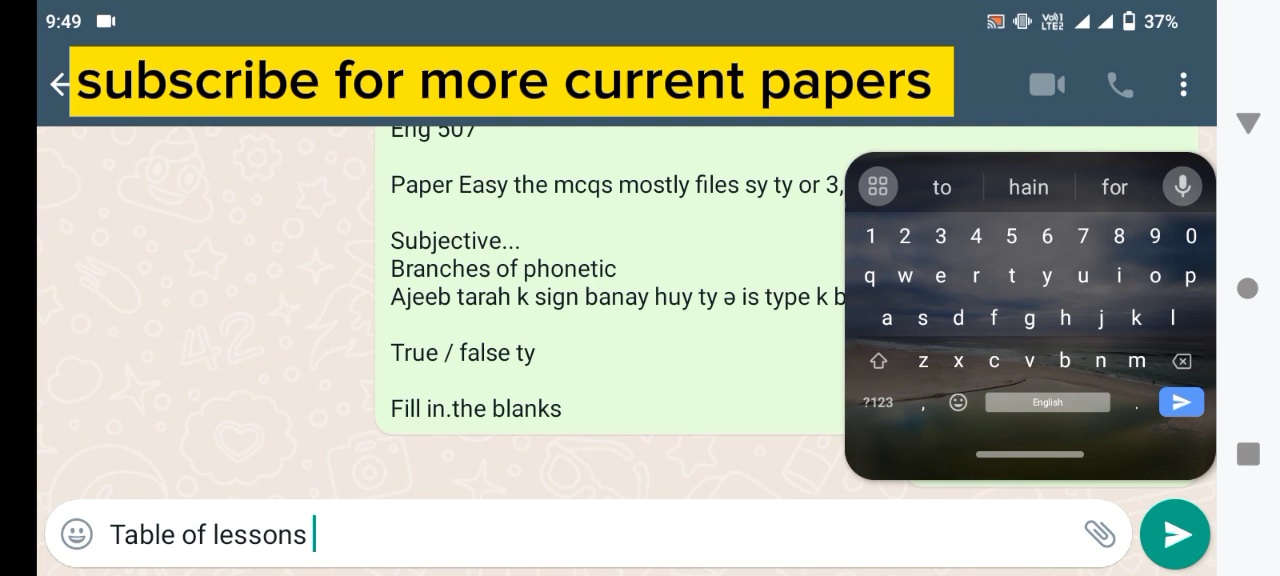 9:49
Vo)) 1
LTE2
37%
subscribe for more current papers
Eng 507
Paper Easy the mcqs mostly files sy ty or 3,
Subjective...
Branches of phonetic
Ajeeb tarah k sign banay huy ty ə is type k b
True / false ty
Fill in.the blanks
to hain for
1 2 3 4 5 6 7 8 9 0
q w e r t y u i o p
a s d f g h j k l
z x c v b n m
?123 , English .
Table of lessons